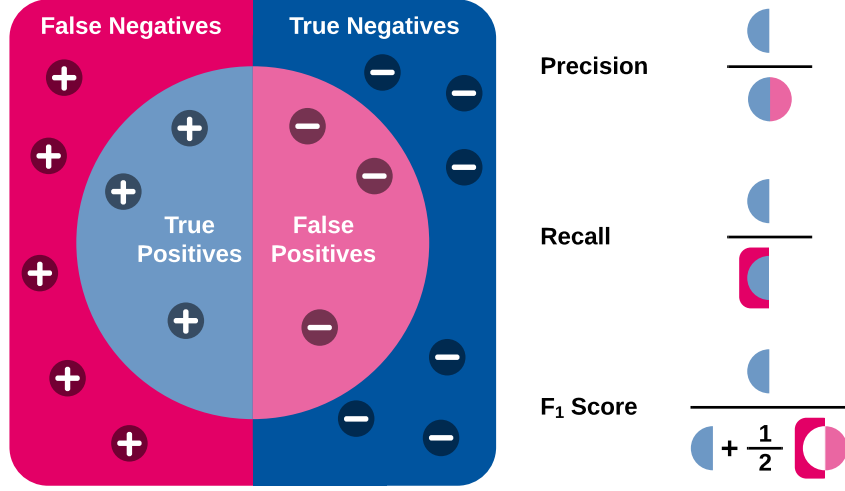 False Negatives
True Negatives
True
Positives
False
Positives
Precision
Recall
F₁ Score
+ 1
2